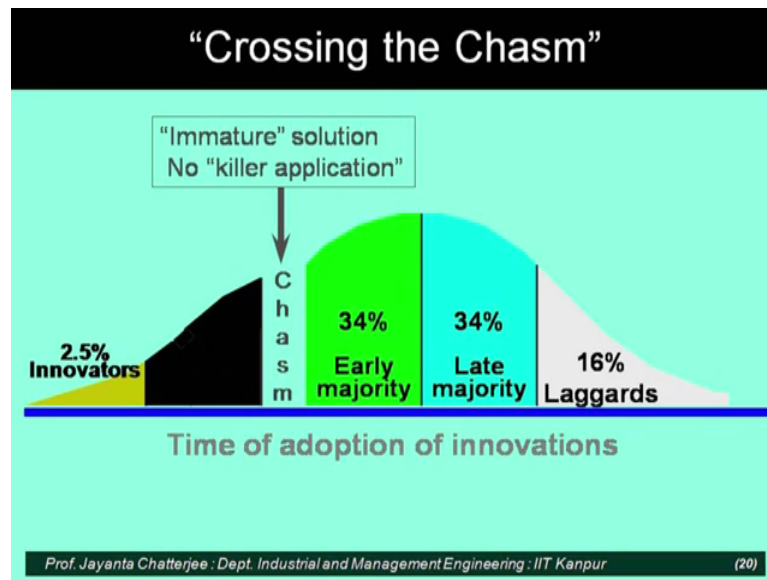 “Crossing the Chasm”
“Immature” solution
No “killer application”
Chasm
2.5%
Innovators
34%
Early
majority
34%
Late
majority
16%
Laggards
Time of adoption of innovations
Prof. Jayanta Chatterjee : Dept. Industrial and Management Engineering : IIT Kanpur (20)